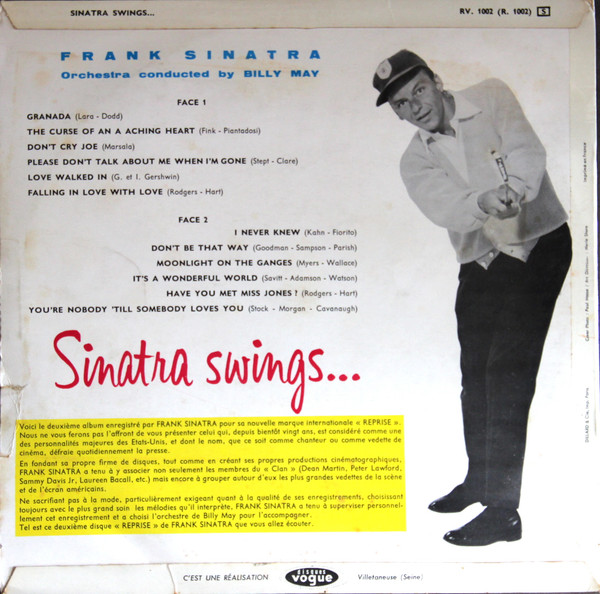 SINATRA SWINGS...
RV. 1002 (R. 1002) S
FRANK SINATRA
Orchestra conducted by BILLY MAY
FACE 1
GRANADA (Lara - Dodd)
THE CURSE OF AN A ACHING HEART (Fink - Piantadosi)
DON'T CRY JOE (Marsala)
PLEASE DON'T TALK ABOUT ME WHEN I'M GONE (Stept - Clare)
LOVE WALKED IN (G. et I. Gershwin)
FALLING IN LOVE WITH LOVE (Rodgers - Hart)
FACE 2
I NEVER KNEW (Kahn - Fiorito)
DON'T BE THAT WAY (Goodman - Sampson - Parish)
MOONLIGHT ON THE GANGES (Myers - Wallace)
IT'S A WONDERFUL WORLD (Savitt - Adamson - Watson)
HAVE YOU MET MISS JONES ? (Rodgers - Hart)
YOU'RE NOBODY 'TILL SOMEBODY LOVES YOU (Stock - Morgan - Cavanaugh)
Sinatra swings...
Voici le deuxième album enregistré par FRANK SINATRA pour sa nouvelle marque internationale « REPRISE ».
Nous ne vous ferons pas l'affront de vous présenter celui qui, depuis bientôt vingt ans, est considéré comme une
des personnalités majeures des Etats-Unis, et dont le nom, que ce soit comme chanteur ou comme vedette de
cinéma, défraie quotidiennement la presse.
En fondant sa propre firme de disques, tout comme en créant ses propres productions cinématographiques,
FRANK SINATRA a tenu à y associer non seulement les membres du « Clan » (Dean Martin, Peter Lawford,
Sammy Davis Jr, Laureen Bacall, etc.) mais encore à grouper autour d'eux les plus grandes vedettes de la scène
et de l'écran américains.
Ne sacrifiant pas à la mode, particulièrement exigeant quant à la qualité de ses enregistrements, choisissant
toujours avec le plus grand soin les mélodies qu'il interprète, FRANK SINATRA a tenu à superviser personnel-
lement cet enregistrement et a choisi l'orchestre de Billy May pour l'accompagner.
Tel est ce deuxième disque « REPRISE » de FRANK SINATRA que vous allez écouter.
imprimé en France
C'EST UNE RÉALISATION
disques
vogue
Villetaneuse (Seine)